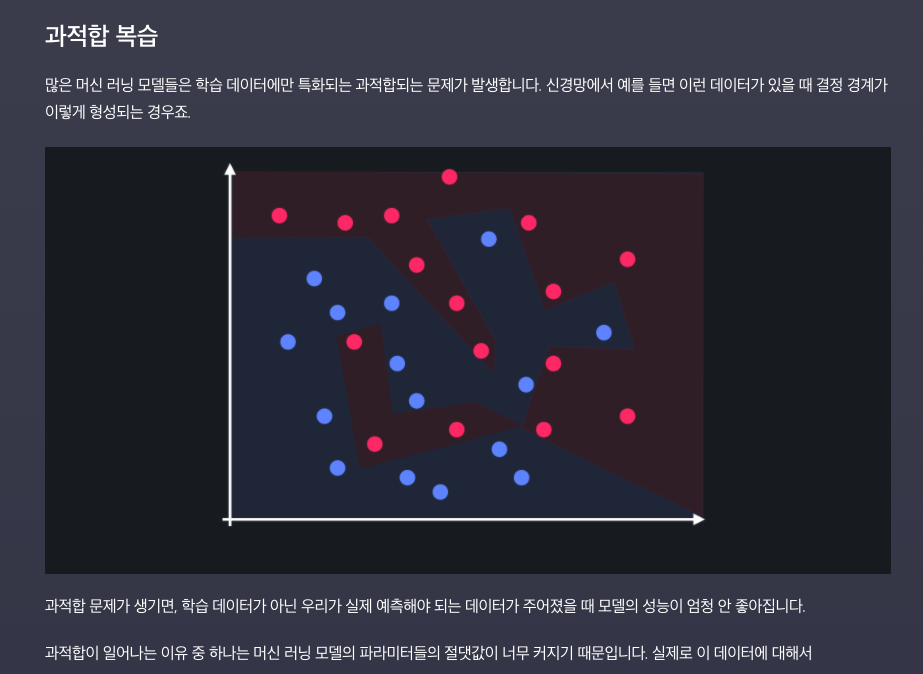 과적합 복습
많은 머신 러닝 모델들은 학습 데이터에만 특화되는 과적합되는 문제가 발생합니다. 신경망에서 예를 들면 이런 데이터가 있을 때 결정 경계가
이렇게 형성되는 경우죠.
과적합 문제가 생기면, 학습 데이터가 아닌 우리가 실제 예측해야 되는 데이터가 주어졌을 때 모델의 성능이 엄청 안 좋아집니다.
과적합이 일어나는 이유 중 하나는 머신 러닝 모델의 파라미터들의 절댓값이 너무 커지기 때문입니다. 실제로 이 데이터에 대해서